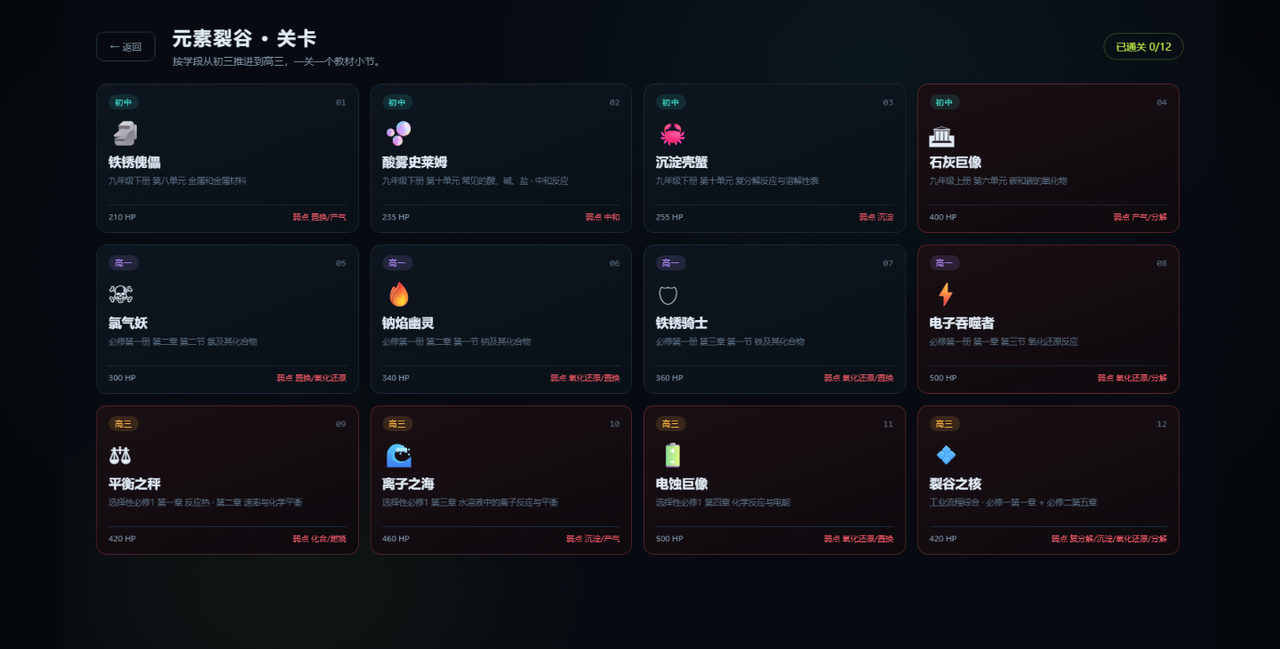 ← 返回
元素裂谷 · 关卡
按学段从初三推进到高三，一关一个教材小节。
已通关 0/12
初中
01
铁锈傀儡
九年级下册 第八单元 金属和金属材料
210 HP
弱点 置换/产气
初中
02
酸雾史莱姆
九年级下册 第十单元 常见的酸、碱、盐 · 中和反应
235 HP
弱点 中和
初中
03
沉淀壳蟹
九年级下册 第十单元 复分解反应与溶解性表
255 HP
弱点 沉淀
初中
04
石灰巨像
九年级上册 第六单元 碳和碳的氧化物
400 HP
弱点 产气/分解
高一
05
氯气妖
必修第一册 第二章 第二节 氯及其化合物
300 HP
弱点 置换/氧化还原
高一
06
钠焰幽灵
必修第一册 第二章 第一节 钠及其化合物
340 HP
弱点 氧化还原/置换
高一
07
铁锈骑士
必修第一册 第三章 第一节 铁及其化合物
360 HP
弱点 氧化还原/置换
高一
08
电子吞噬者
必修第一册 第一章 第三节 氧化还原反应
500 HP
弱点 氧化还原/分解
高三
09
平衡之秤
选择性必修1 第一章 反应热 · 第二章 速率与化学平衡
420 HP
弱点 化合/燃烧
高三
10
离子之海
选择性必修1 第三章 水溶液中的离子反应与平衡
460 HP
弱点 沉淀/产气
高三
11
电蚀巨像
选择性必修1 第四章 化学反应与电能
500 HP
弱点 氧化还原/置换
高三
12
裂谷之核
工业流程综合 · 必修一第一章 + 必修二第五章
420 HP
弱点 复分解/沉淀/氧化还原/分解